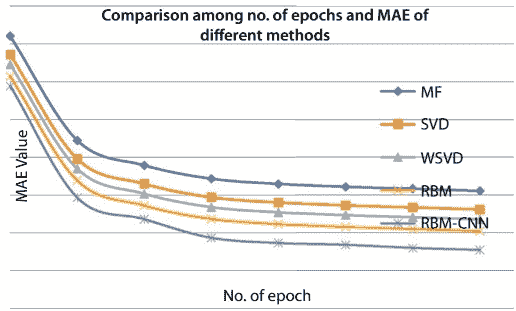 Comparison among no. of epochs and MAE of
different methods
MAE Value
MF
SVD
WSVD
RBM
RBM-CNN
No. of epoch